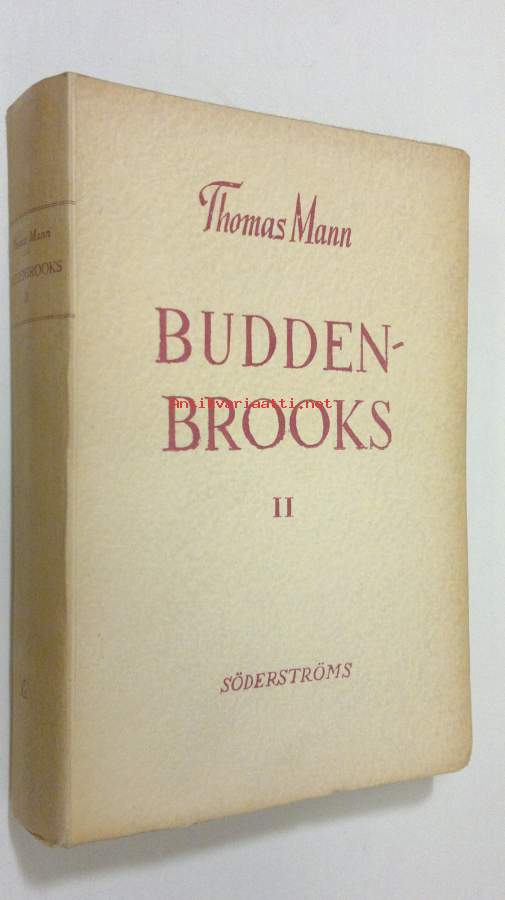 Thomas Mann
BUDDEN-
BROOKS
II
SÖDERSTRÖMS
Thomas Mann
BUDDENBROOKS
II
Antikvariaatti.net